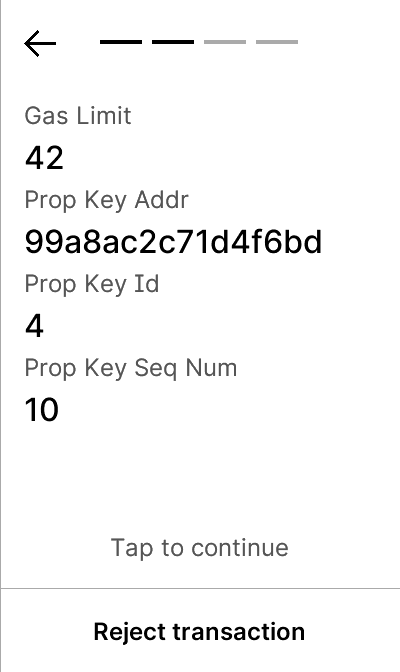 Gas Limit
42
Prop Key Addr
99a8ac2c71d4f6bd
Prop Key Id
4
Prop Key Seq Num
10
Tap to continue
Reject transaction